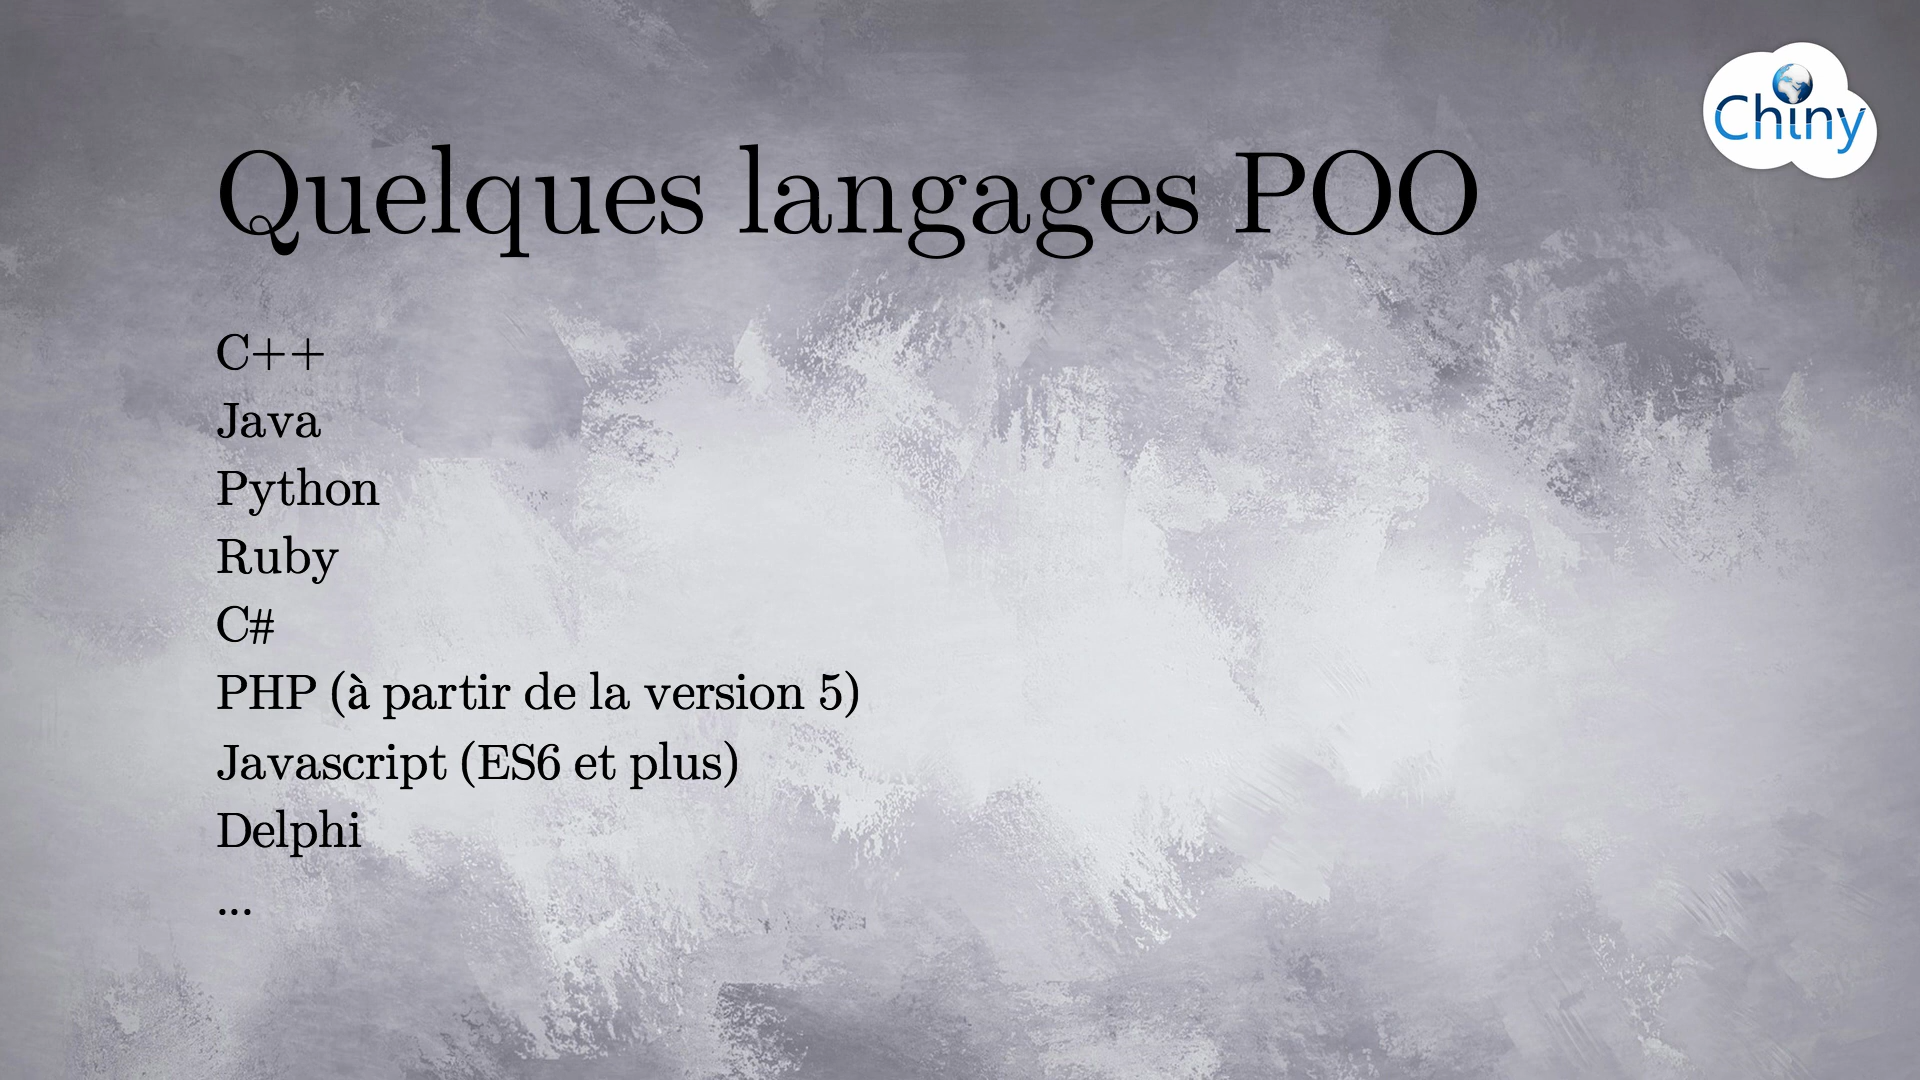 Chiny
Quelques langages POO
C++
Java
Python
Ruby
C#
PHP (à partir de la version 5)
Javascript (ES6 et plus)
Delphi
...